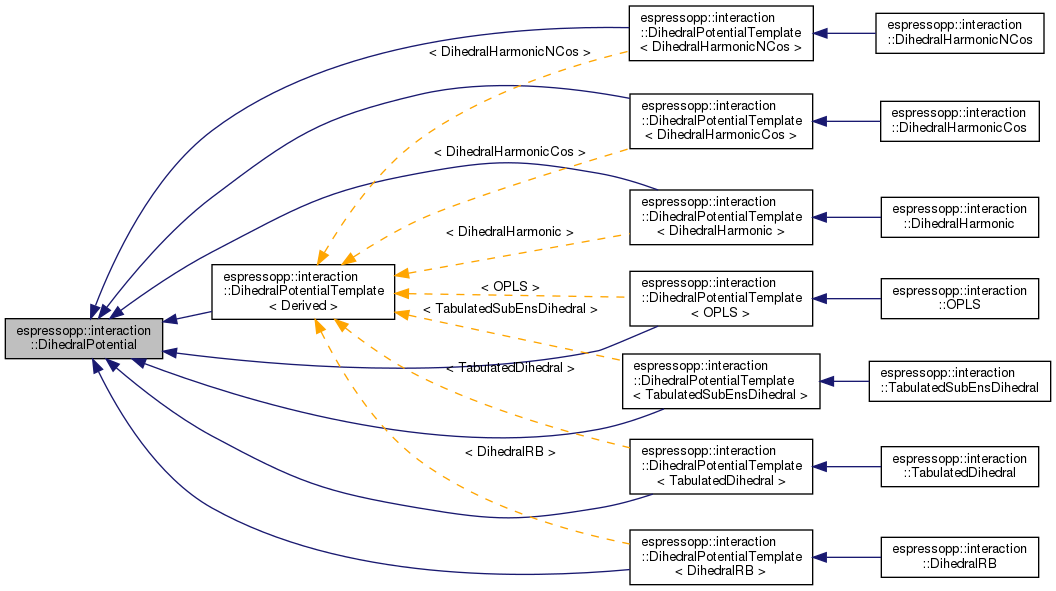 espressopp::interaction
::DihedralPotential
espressopp::interaction
::DihedralPotentialTemplate
< Derived >
< DihedralHarmonicNCos >
< DihedralHarmonicCos >
< DihedralHarmonic >
< OPLS >
< TabulatedSubEnsDihedral >
< TabulatedDihedral >
< DihedralRB >
espressopp::interaction
::DihedralPotentialTemplate
< DihedralHarmonicNCos >
espressopp::interaction
::DihedralHarmonicNCos
espressopp::interaction
::DihedralPotentialTemplate
< DihedralHarmonicCos >
espressopp::interaction
::DihedralHarmonicCos
espressopp::interaction
::DihedralPotentialTemplate
< DihedralHarmonic >
espressopp::interaction
::DihedralHarmonic
espressopp::interaction
::DihedralPotentialTemplate
< OPLS >
espressopp::interaction
::OPLS
espressopp::interaction
::DihedralPotentialTemplate
< TabulatedSubEnsDihedral >
espressopp::interaction
::TabulatedSubEnsDihedral
espressopp::interaction
::DihedralPotentialTemplate
< TabulatedDihedral >
espressopp::interaction
::TabulatedDihedral
espressopp::interaction
::DihedralPotentialTemplate
< DihedralRB >
espressopp::interaction
::DihedralRB